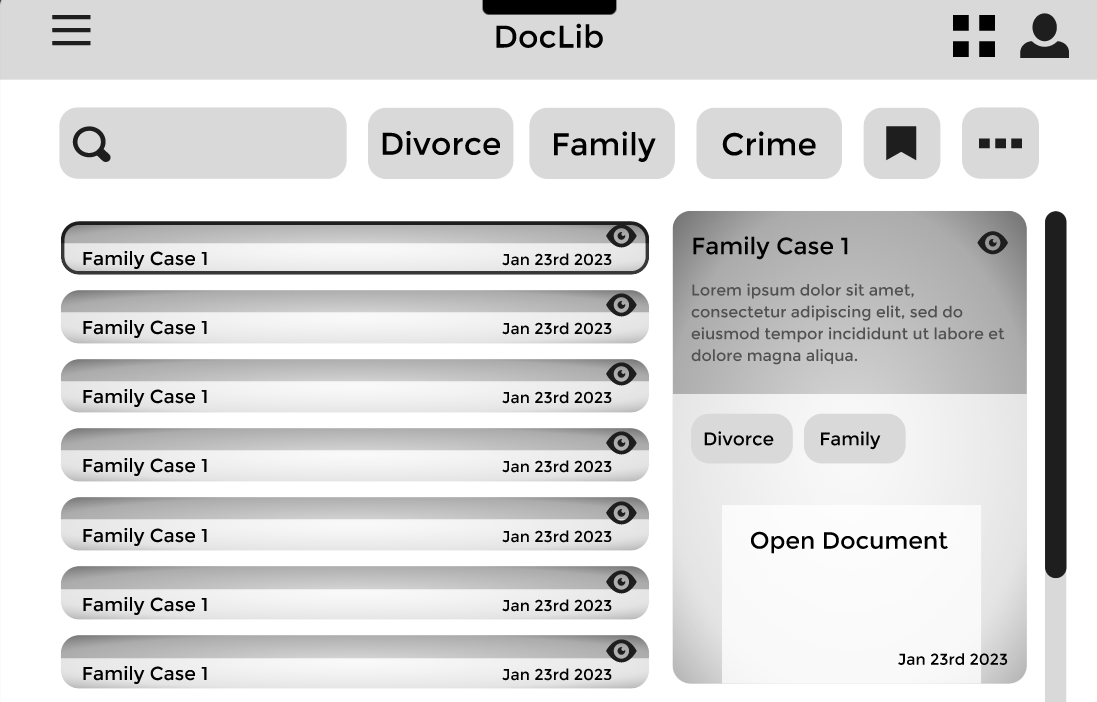 DocLib
Divorce
Family
Crime
Family Case 1
Jan 23rd 2023
Family Case 1
Jan 23rd 2023
Family Case 1
Jan 23rd 2023
Family Case 1
Jan 23rd 2023
Family Case 1
Jan 23rd 2023
Family Case 1
Jan 23rd 2023
Family Case 1
Jan 23rd 2023
Family Case 1
Lorem ipsum dolor sit amet,
consectetur adipiscing elit, sed do
eiusmod tempor incididunt ut labore et
dolore magna aliqua.
Divorce
Family
Open Document
Jan 23rd 2023